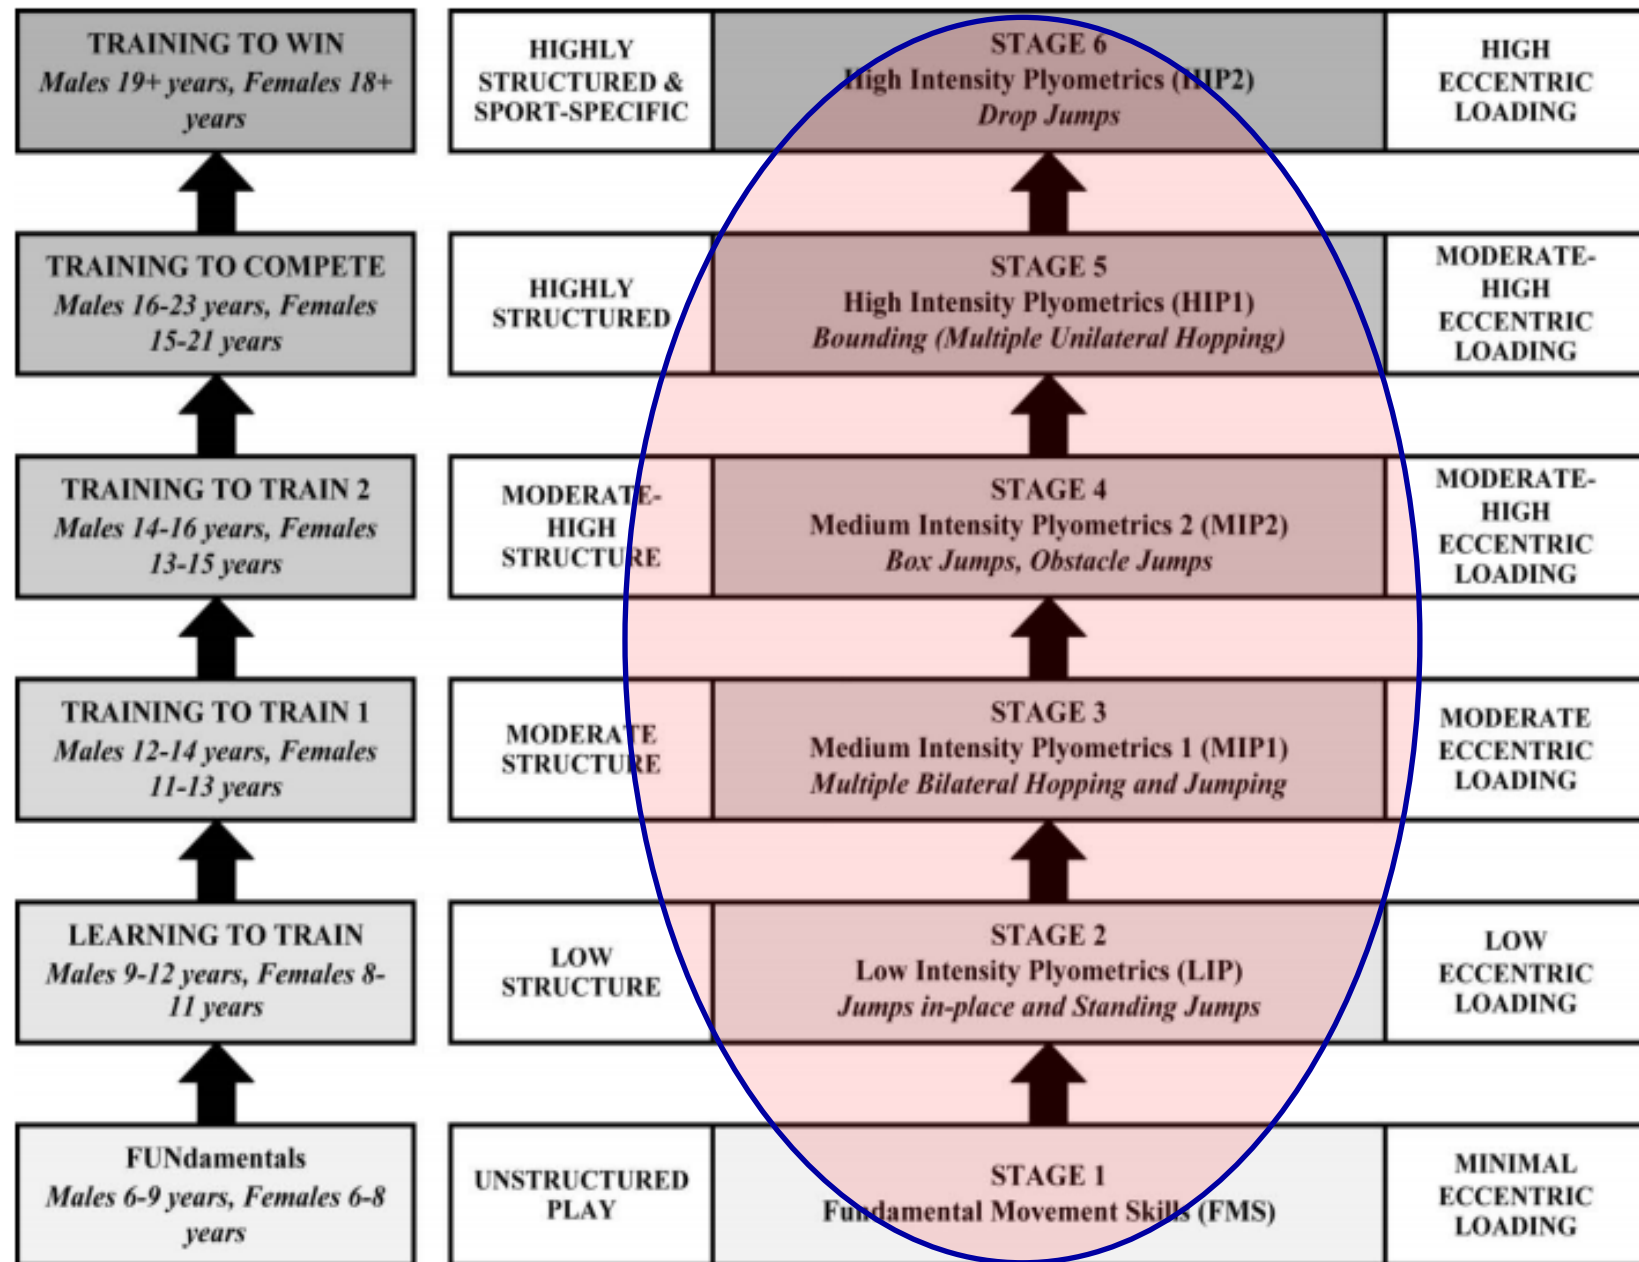 TRAINING TO WIN
Males 19+ years, Females 18+
years
HIGHLY
STRUCTURED &
SPORT-SPECIFIC
STAGE 6
High Intensity Plyometrics (HIP2)
Drop Jumps
HIGH
ECCENTRIC
LOADING
TRAINING TO COMPETE
Males 16-23 years, Females
15-21 years
HIGHLY
STRUCTURED
STAGE 5
High Intensity Plyometrics (HIP1)
Bounding (Multiple Unilateral Hopping)
MODERATE-
HIGH
ECCENTRIC
LOADING
TRAINING TO TRAIN 2
Males 14-16 years, Females
13-15 years
MODERATE-
HIGH
STRUCTURE
STAGE 4
Medium Intensity Plyometrics 2 (MIP2)
Box Jumps, Obstacle Jumps
MODERATE-
HIGH
ECCENTRIC
LOADING
TRAINING TO TRAIN 1
Males 12-14 years, Females
11-13 years
MODERATE
STRUCTURE
STAGE 3
Medium Intensity Plyometrics 1 (MIP1)
Multiple Bilateral Hopping and Jumping
MODERATE
ECCENTRIC
LOADING
LEARNING TO TRAIN
Males 9-12 years, Females 8-
11 years
LOW
STRUCTURE
STAGE 2
Low Intensity Plyometrics (LIP)
Jumps in-place and Standing Jumps
LOW
ECCENTRIC
LOADING
FUNdamentals
Males 6-9 years, Females 6-8
years
UNSTRUCTURED
PLAY
STAGE 1
Fundamental Movement Skills (FMS)
MINIMAL
ECCENTRIC
LOADING